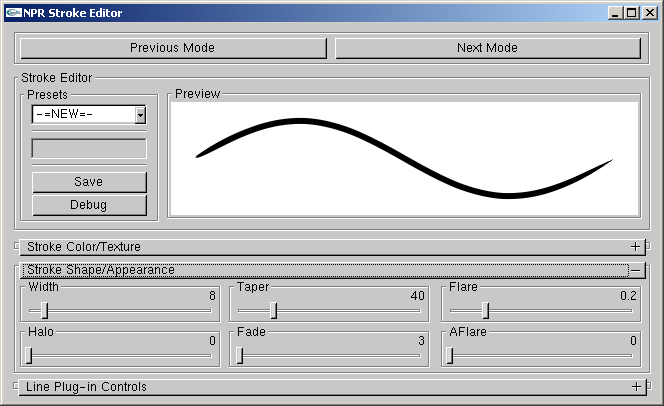 NPR Stroke Editor
Previous Mode
Next Mode
Stroke Editor
Presets
-=NEW=-
Save
Debug
Preview
Stroke Color/Texture +
Stroke Shape/Appearance -
Width 6
Taper 40
Flare 0.2
Halo 0
Fade 3
AFlare 0
Line Plug-in Controls +